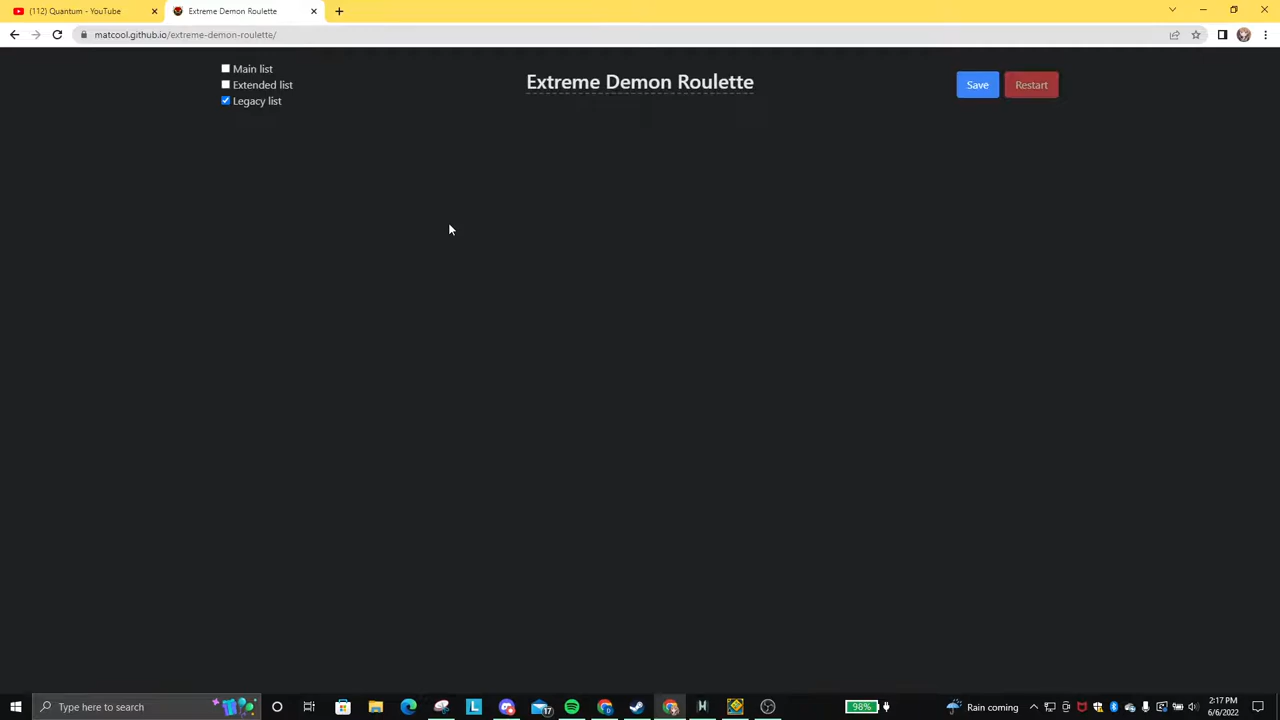 (112) Quantum - YouTube
Extreme Demon Roulette
matcool.github.io/extreme-demon-roulette/
Main list
Extended list
Legacy list
Extreme Demon Roulette
Save
Restart
Type here to search
L
17
D
H
98%
Rain coming
2:17 PM
6/6/2022